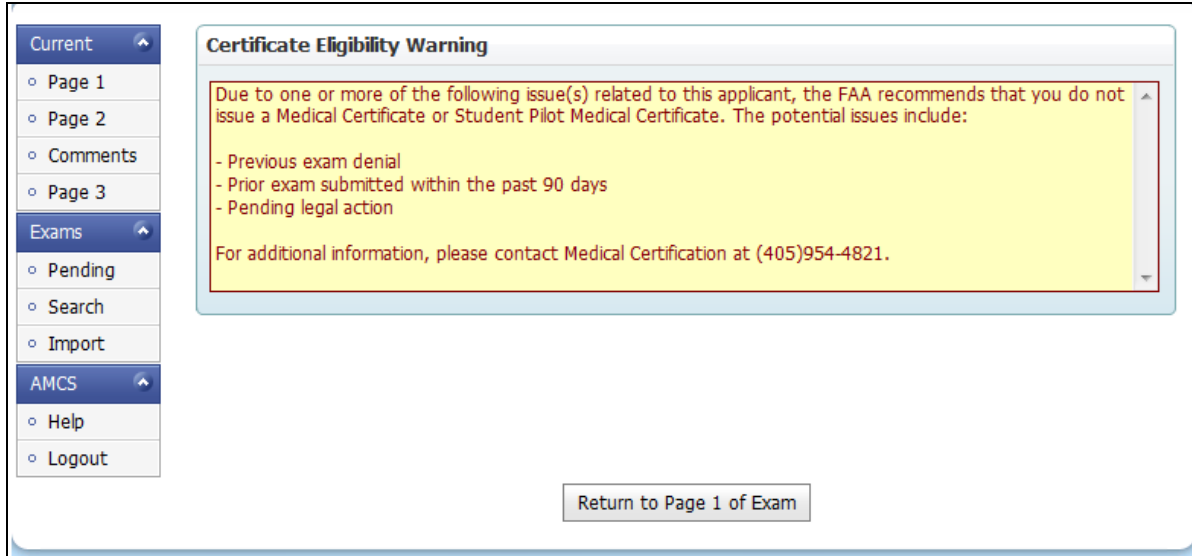 Current
Page 1
Page 2
Comments
Page 3
Exams
Pending
Search
Import
AMCS
Help
Logout
Certificate Eligibility Warning
Due to one or more of the following issue(s) related to this applicant, the FAA recommends that you do not
issue a Medical Certificate or Student Pilot Medical Certificate. The potential issues include:
- Previous exam denial
- Prior exam submitted within the past 90 days
- Pending legal action
For additional information, please contact Medical Certification at (405)954-4821.
Return to Page 1 of Exam